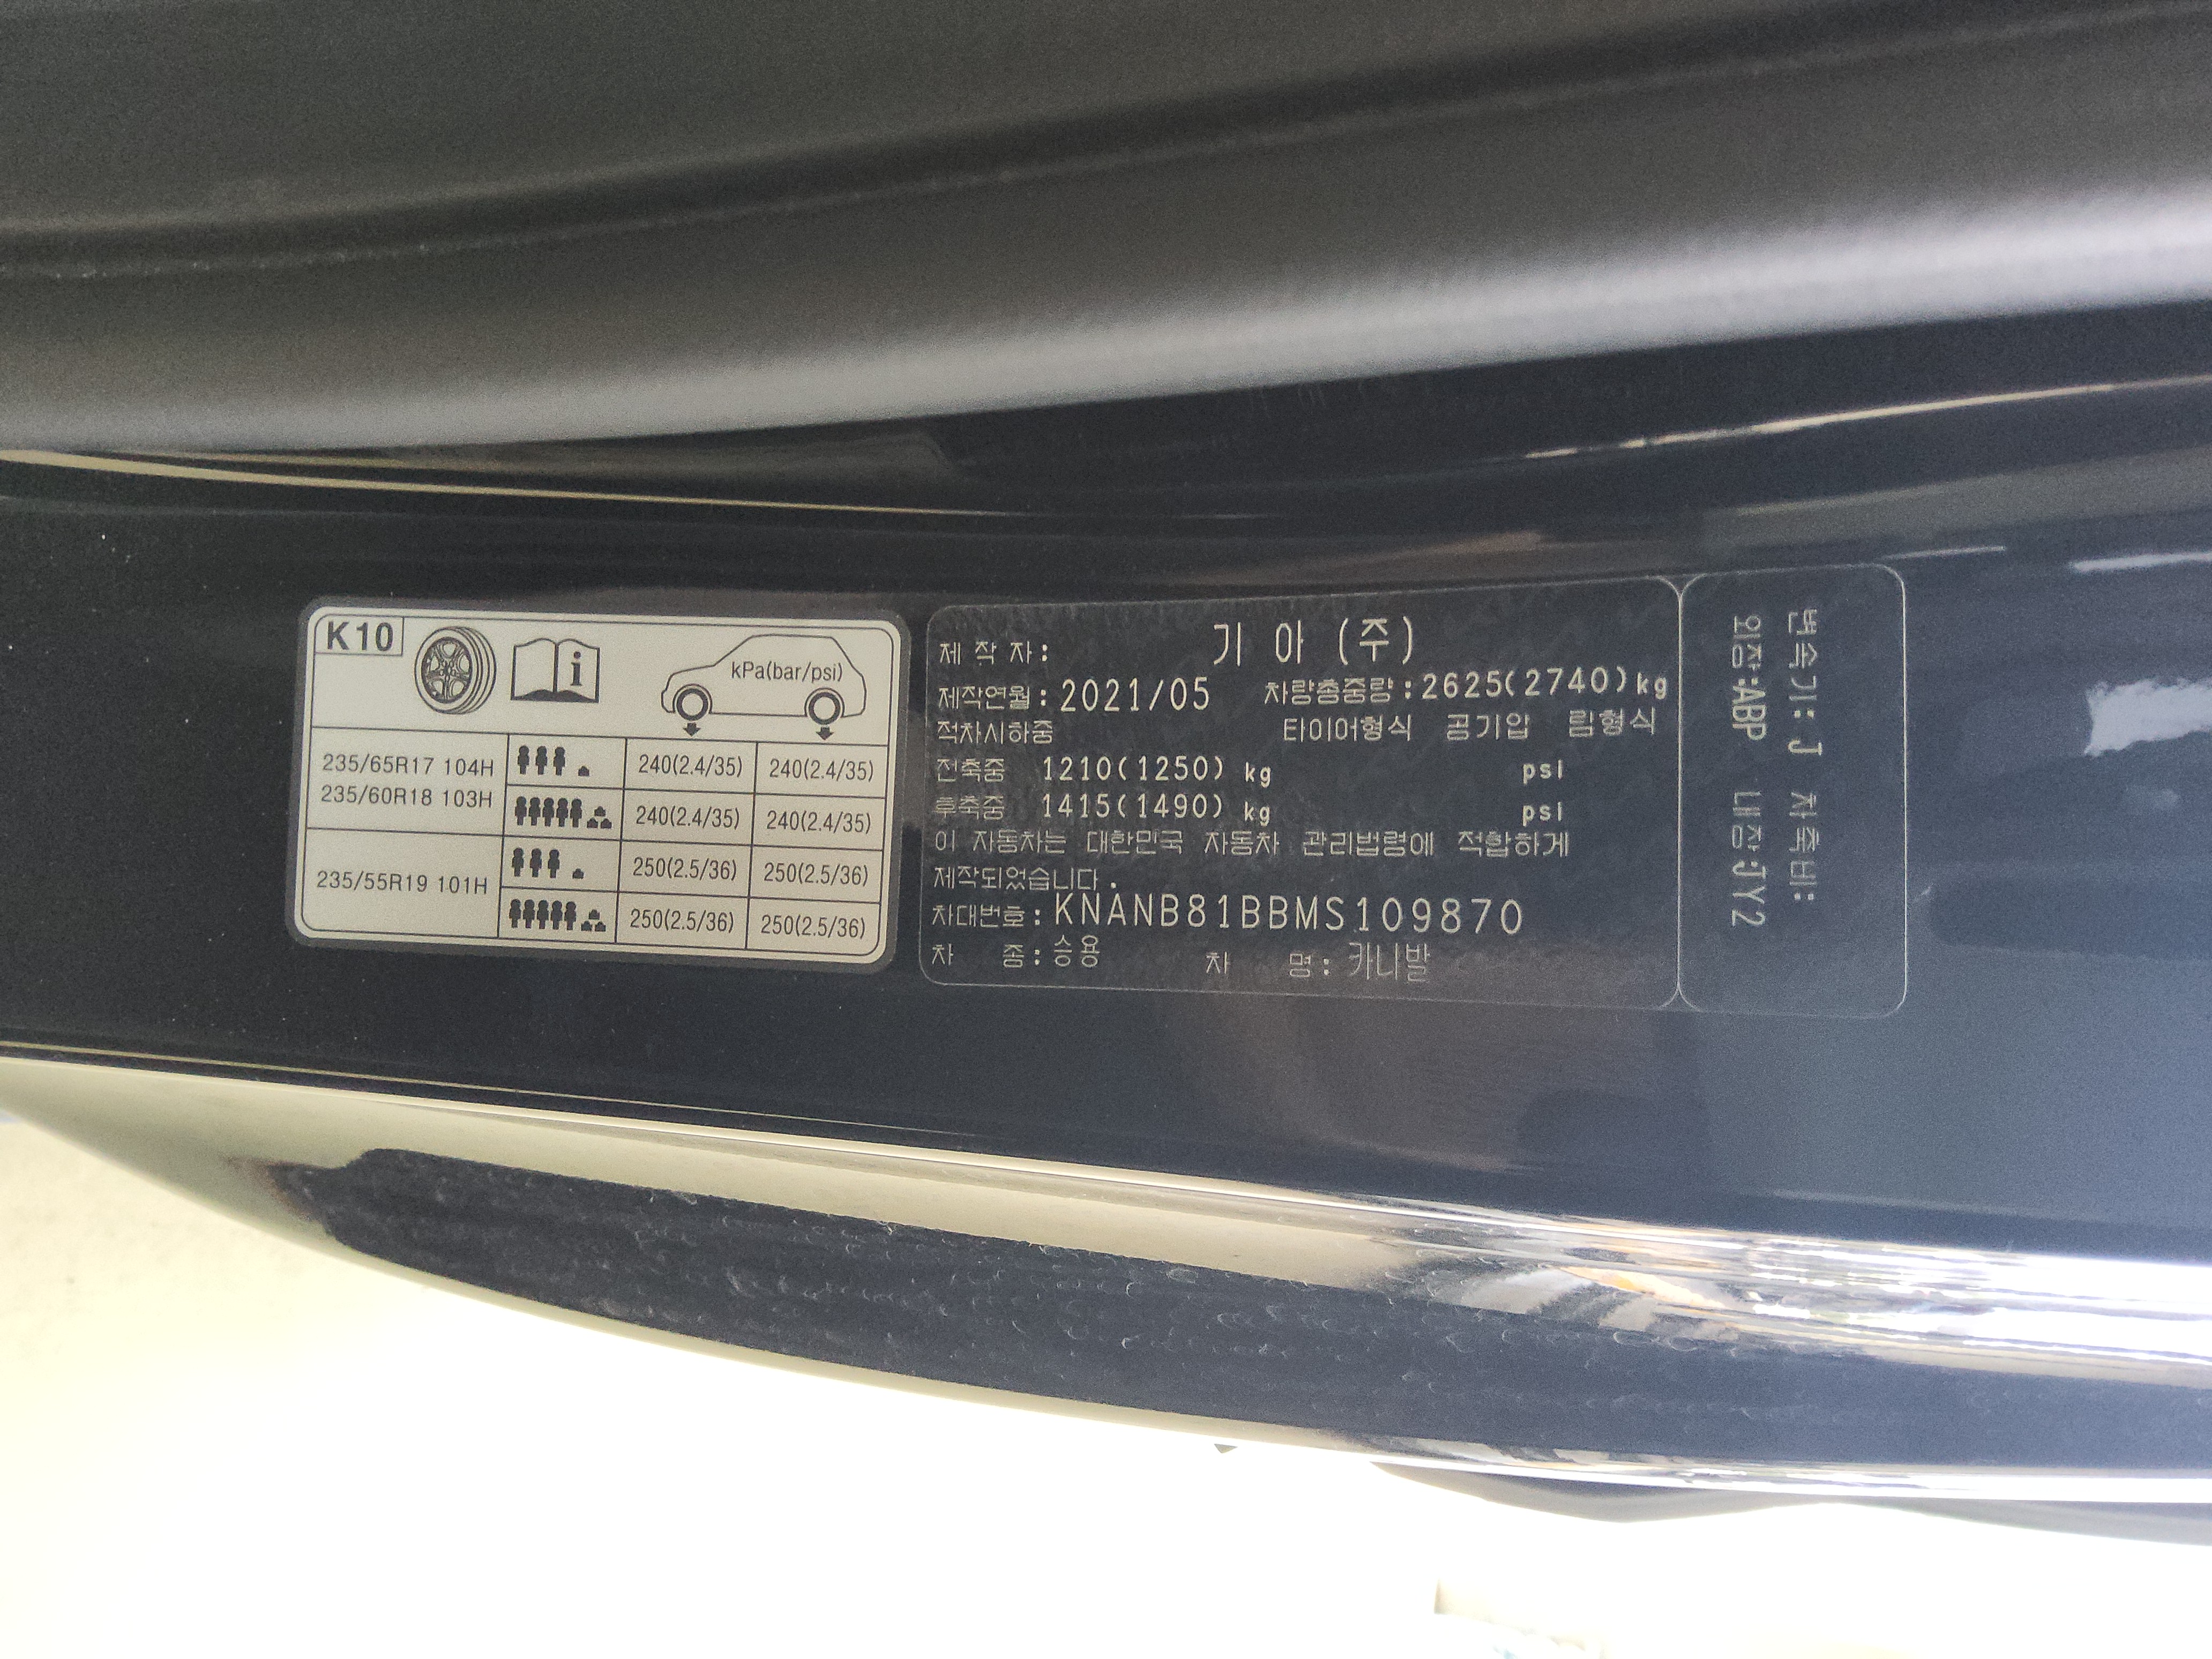 K10
kPa(bar/psi)
235/65R17 104H
235/60R18 103H
240(2.4/35) 240(2.4/35)
240(2.4/35) 240(2.4/35)
235/55R19 101H
250(2.5/36) 250(2.5/36)
250(2.5/36) 250(2.5/36)
제 작 자: 기 아 (주)
제작연월: 2021/05 차량총중량: 2625(2740)kg
적차시하중 타이어형식 공기압 림형식
전축중 1210(1250) kg psi
후축중 1415(1490) kg psi
이 자동차는 대한민국 자동차 관리법령에 적합하게
제작되었습니다.
차대번호: KNANB81BBMS109870
차 종: 승용 차 명: 카니발
변속기: J 차축비:
외장:ABP 내장:JY2